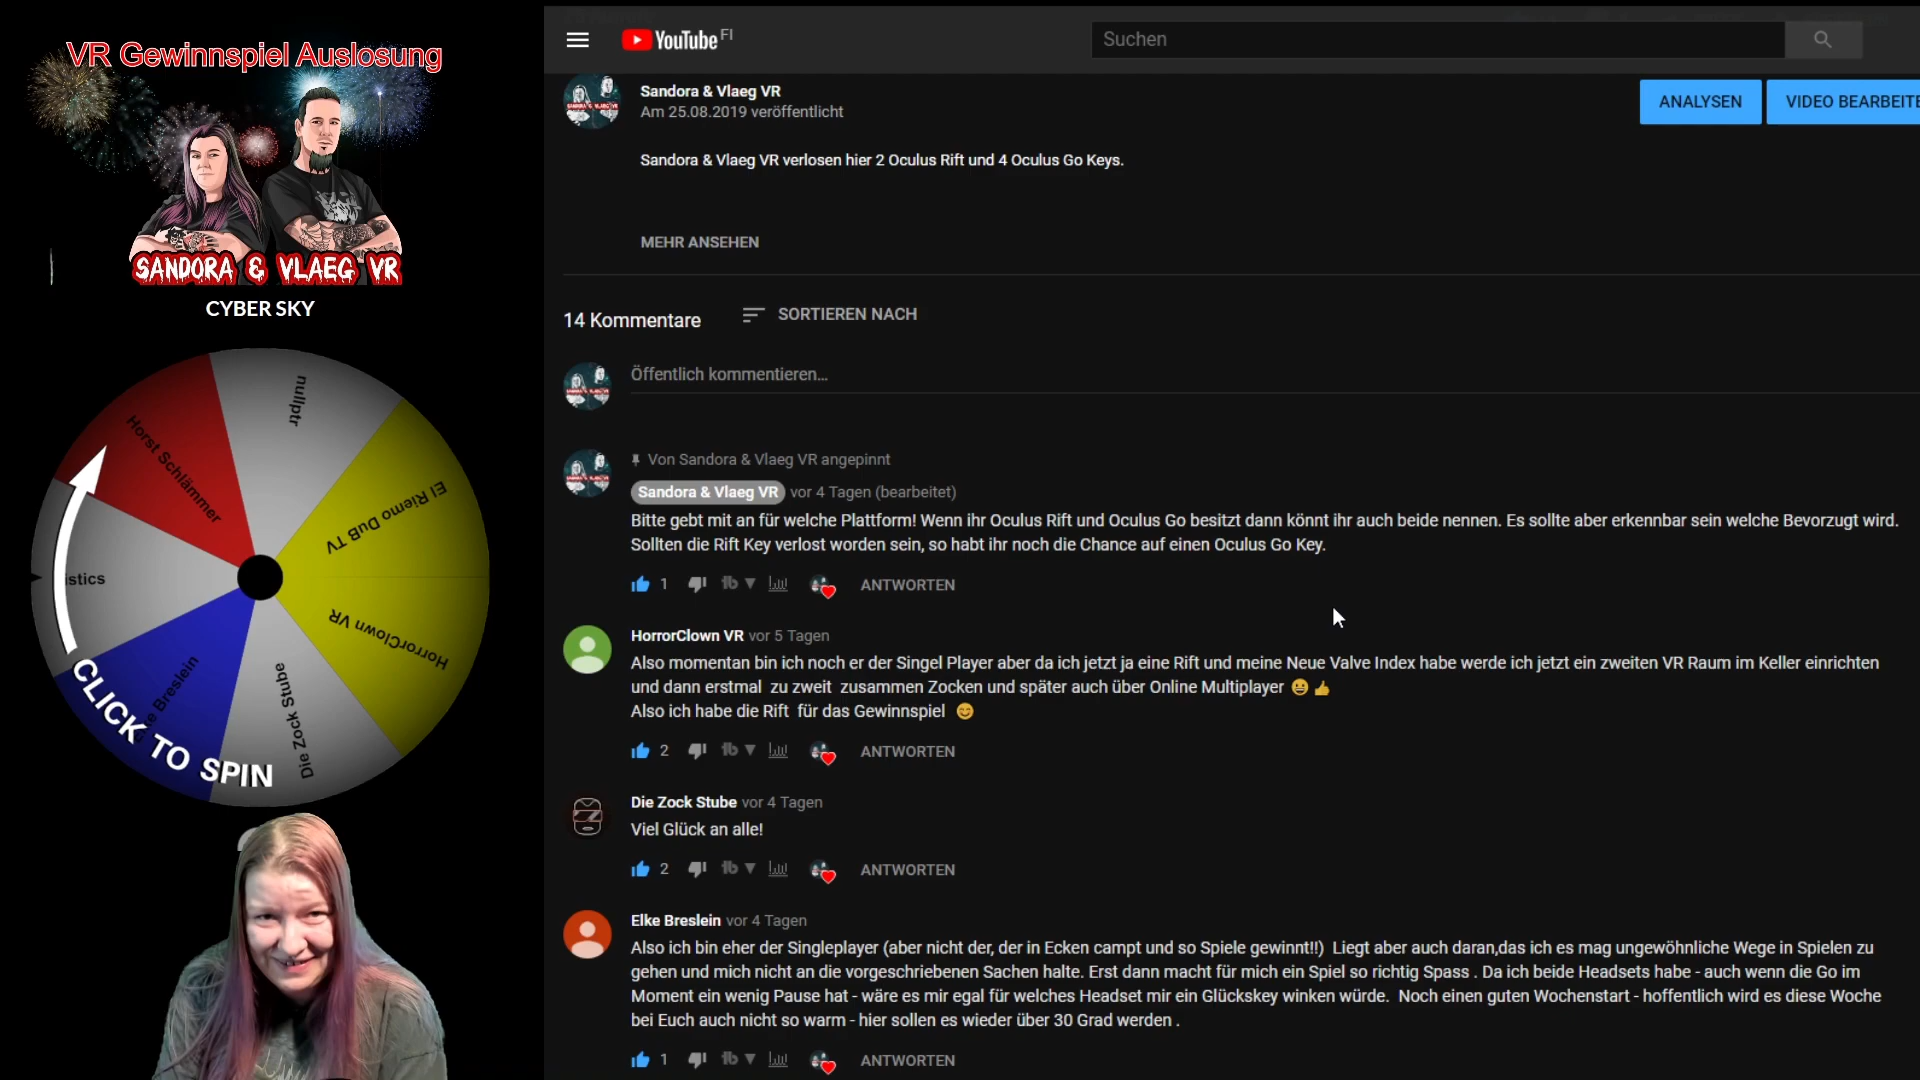 VR Gewinnspiel Auslosung
SANDORA & VLAEG VR
CYBER SKY
nullptr
Horst Schlämmer
El Riemo DuB TV
istics
HorrorClown VR
Breslein
Die Zock Stube
CLICK TO SPIN
YouTube FI
Suchen
Sandora & Vlaeg VR
Am 25.08.2019 veröffentlicht
ANALYSEN
VIDEO BEARBEITE
Sandora & Vlaeg VR verlosen hier 2 Oculus Rift und 4 Oculus Go Keys.
MEHR ANSEHEN
14 Kommentare
SORTIEREN NACH
Öffentlich kommentieren...
Von Sandora & Vlaeg VR angepinnt
Sandora & Vlaeg VR vor 4 Tagen (bearbeitet)
Bitte gebt mit an für welche Plattform! Wenn ihr Oculus Rift und Oculus Go besitzt dann könnt ihr auch beide nennen. Es sollte aber erkennbar sein welche Bevorzugt wird.
Sollten die Rift Key verlost worden sein, so habt ihr noch die Chance auf einen Oculus Go Key.
1 ANTWORTEN
HorrorClown VR vor 5 Tagen
Also momentan bin ich noch er der Singel Player aber da ich jetzt ja eine Rift und meine Neue Valve Index habe werde ich jetzt ein zweiten VR Raum im Keller einrichten
und dann erstmal zu zweit zusammen Zocken und später auch über Online Multiplayer 😀👍
Also ich habe die Rift für das Gewinnspiel 😊
2 ANTWORTEN
Die Zock Stube vor 4 Tagen
Viel Glück an alle!
2 ANTWORTEN
Elke Breslein vor 4 Tagen
Also ich bin eher der Singleplayer (aber nicht der, der in Ecken campt und so Spiele gewinnt!!) Liegt aber auch daran,das ich es mag ungewöhnliche Wege in Spielen zu
gehen und mich nicht an die vorgeschriebenen Sachen halte. Erst dann macht für mich ein Spiel so richtig Spass . Da ich beide Headsets habe - auch wenn die Go im
Moment ein wenig Pause hat - wäre es mir egal für welches Headset mir ein Glückskey winken würde. Noch einen guten Wochenstart - hoffentlich wird es diese Woche
bei Euch auch nicht so warm - hier sollen es wieder über 30 Grad werden .
1 ANTWORTEN